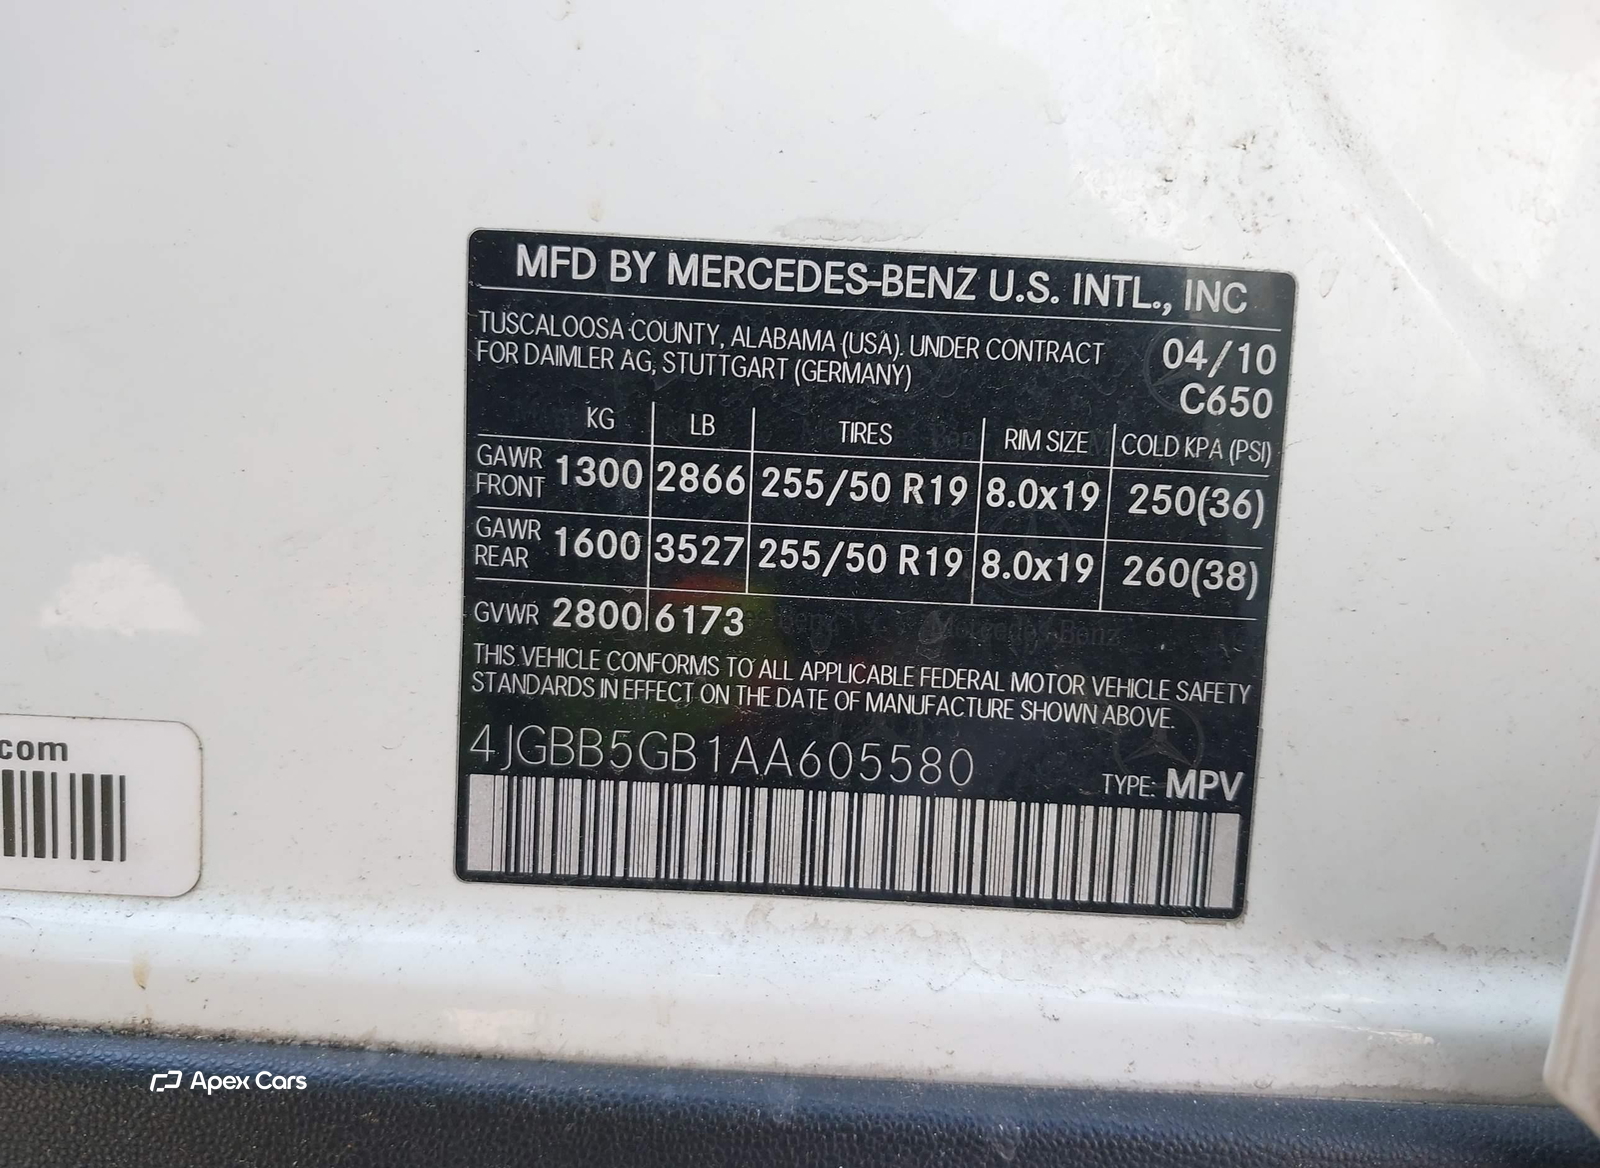 MFD BY MERCEDES-BENZ U.S. INTL., INC
TUSCALOOSA COUNTY, ALABAMA (USA). UNDER CONTRACT
FOR DAIMLER AG, STUTTGART (GERMANY)
04/10
C650
KG LB TIRES RIM SIZE COLD KPA (PSI)
GAWR FRONT 1300 2866 255/50 R19 8.0x19 250(36)
GAWR REAR 1600 3527 255/50 R19 8.0x19 260(38)
GVWR 2800 6173
THIS VEHICLE CONFORMS TO ALL APPLICABLE FEDERAL MOTOR VEHICLE SAFETY
STANDARDS IN EFFECT ON THE DATE OF MANUFACTURE SHOWN ABOVE.
4JGBB5GB1AA605580
TYPE: MPV
.com
Apex Cars